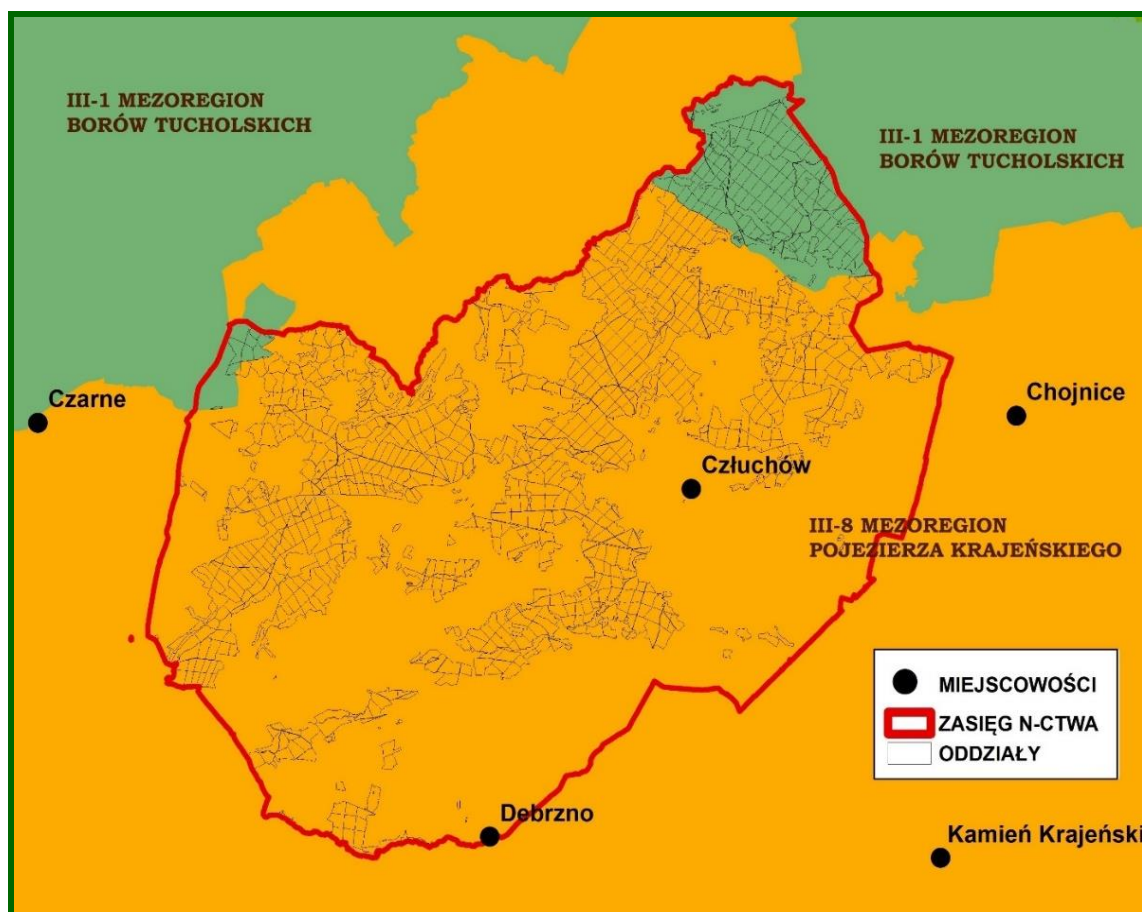 III-1 MEZOREGION
BORÓW TUCHOLSKICH
III-1 MEZOREGION
BORÓW TUCHOLSKICH
Czarne
Chojnice
Człuchów
III-8 MEZOREGION
POJEZIERZA KRAJEŃSKIEGO
MIEJSCOWOŚCI
ZASIĘG N-CTWA
ODDZIAŁY
Debrzno
Kamień Krajeński